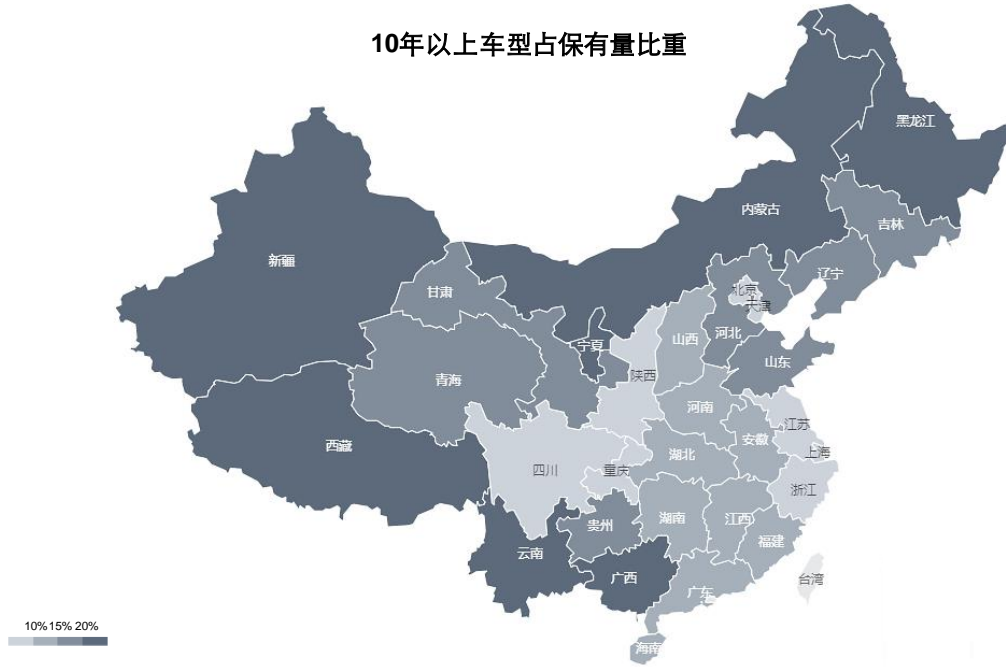 10年以上车型占保有量比重
黑龙江
内蒙古
吉林
新疆
辽宁
甘肃
北京
天津
宁夏
山西
河北
山东
青海
陕西
河南
江苏
安徽
西藏
上海
湖北
四川
重庆
浙江
湖南
江西
贵州
福建
云南
广西
台湾
广东
海南
10% 15% 20%